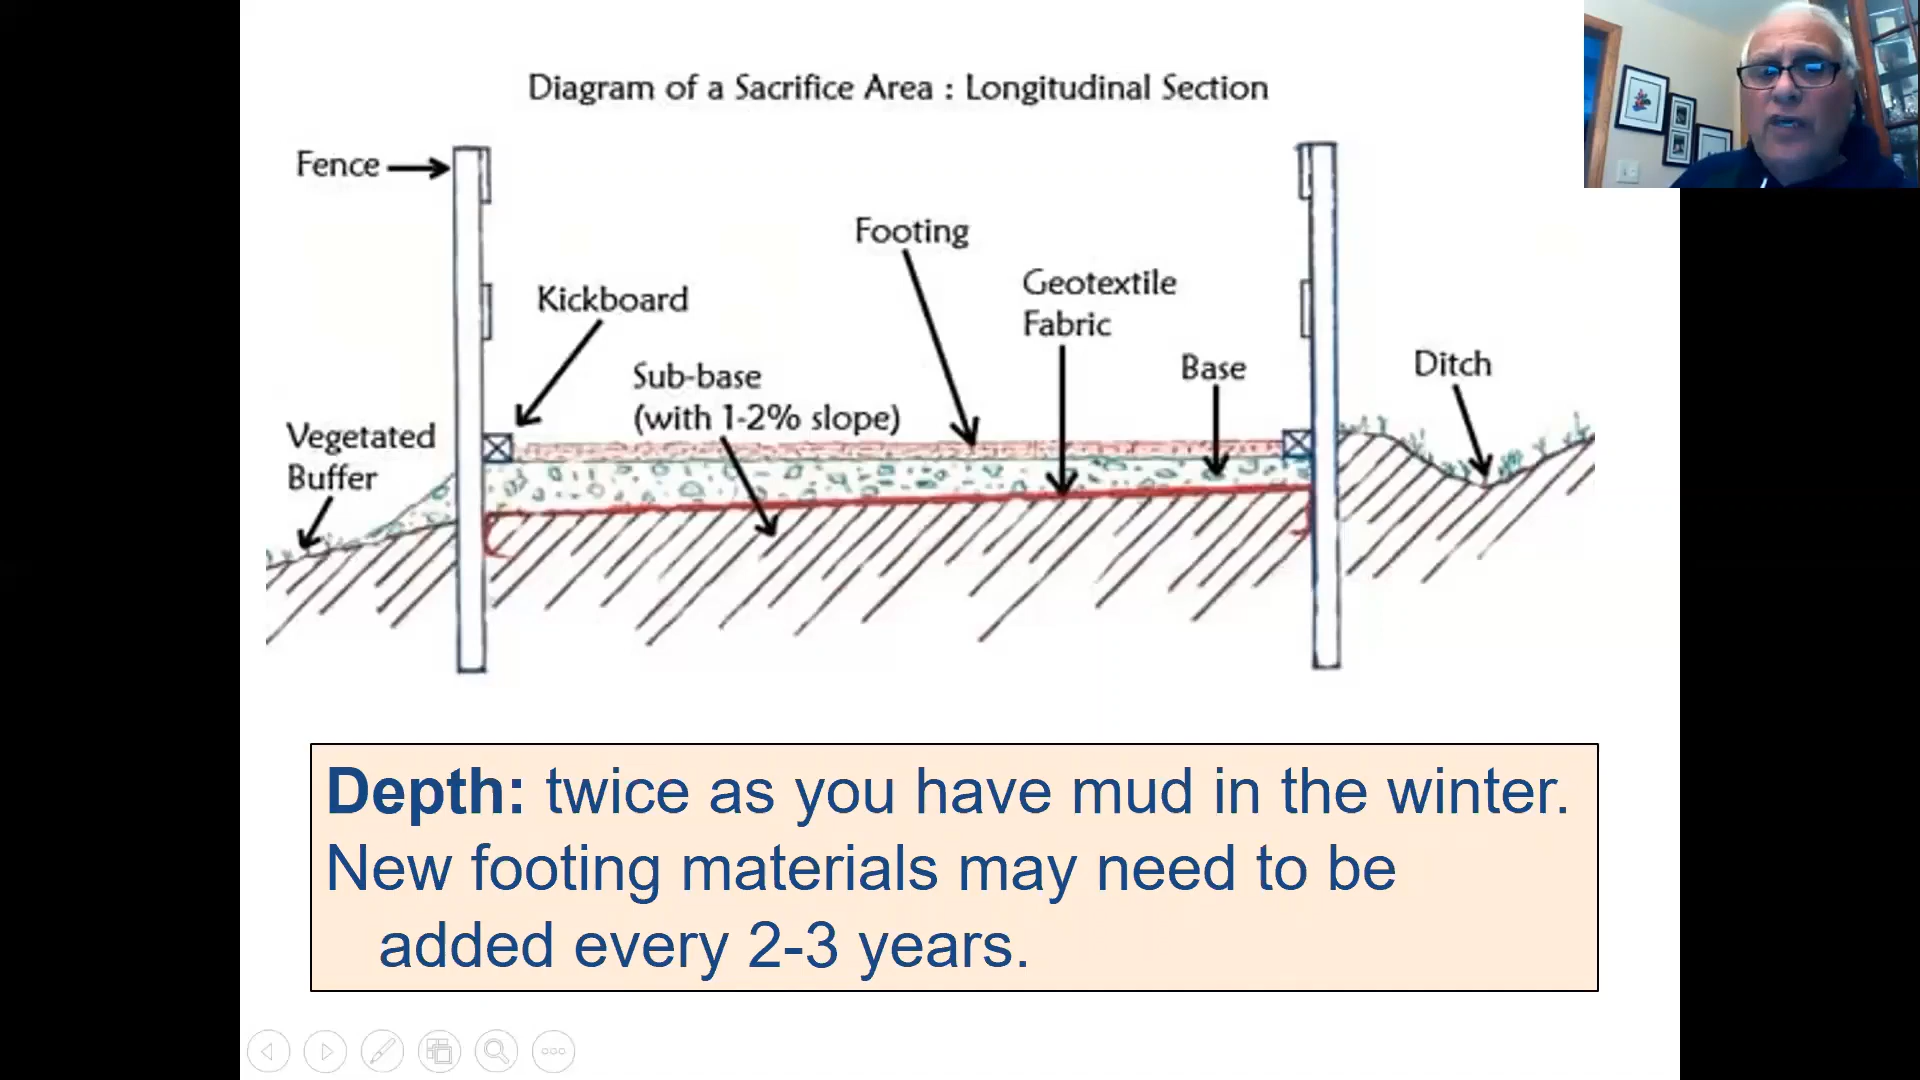 Diagram of a Sacrifice Area : Longitudinal Section
Fence
Footing
Geotextile
Fabric
Kickboard
Base
Ditch
Sub-base
(with 1-2% slope)
Vegetated
Buffer
Depth: twice as you have mud in the winter.
New footing materials may need to be
added every 2-3 years.